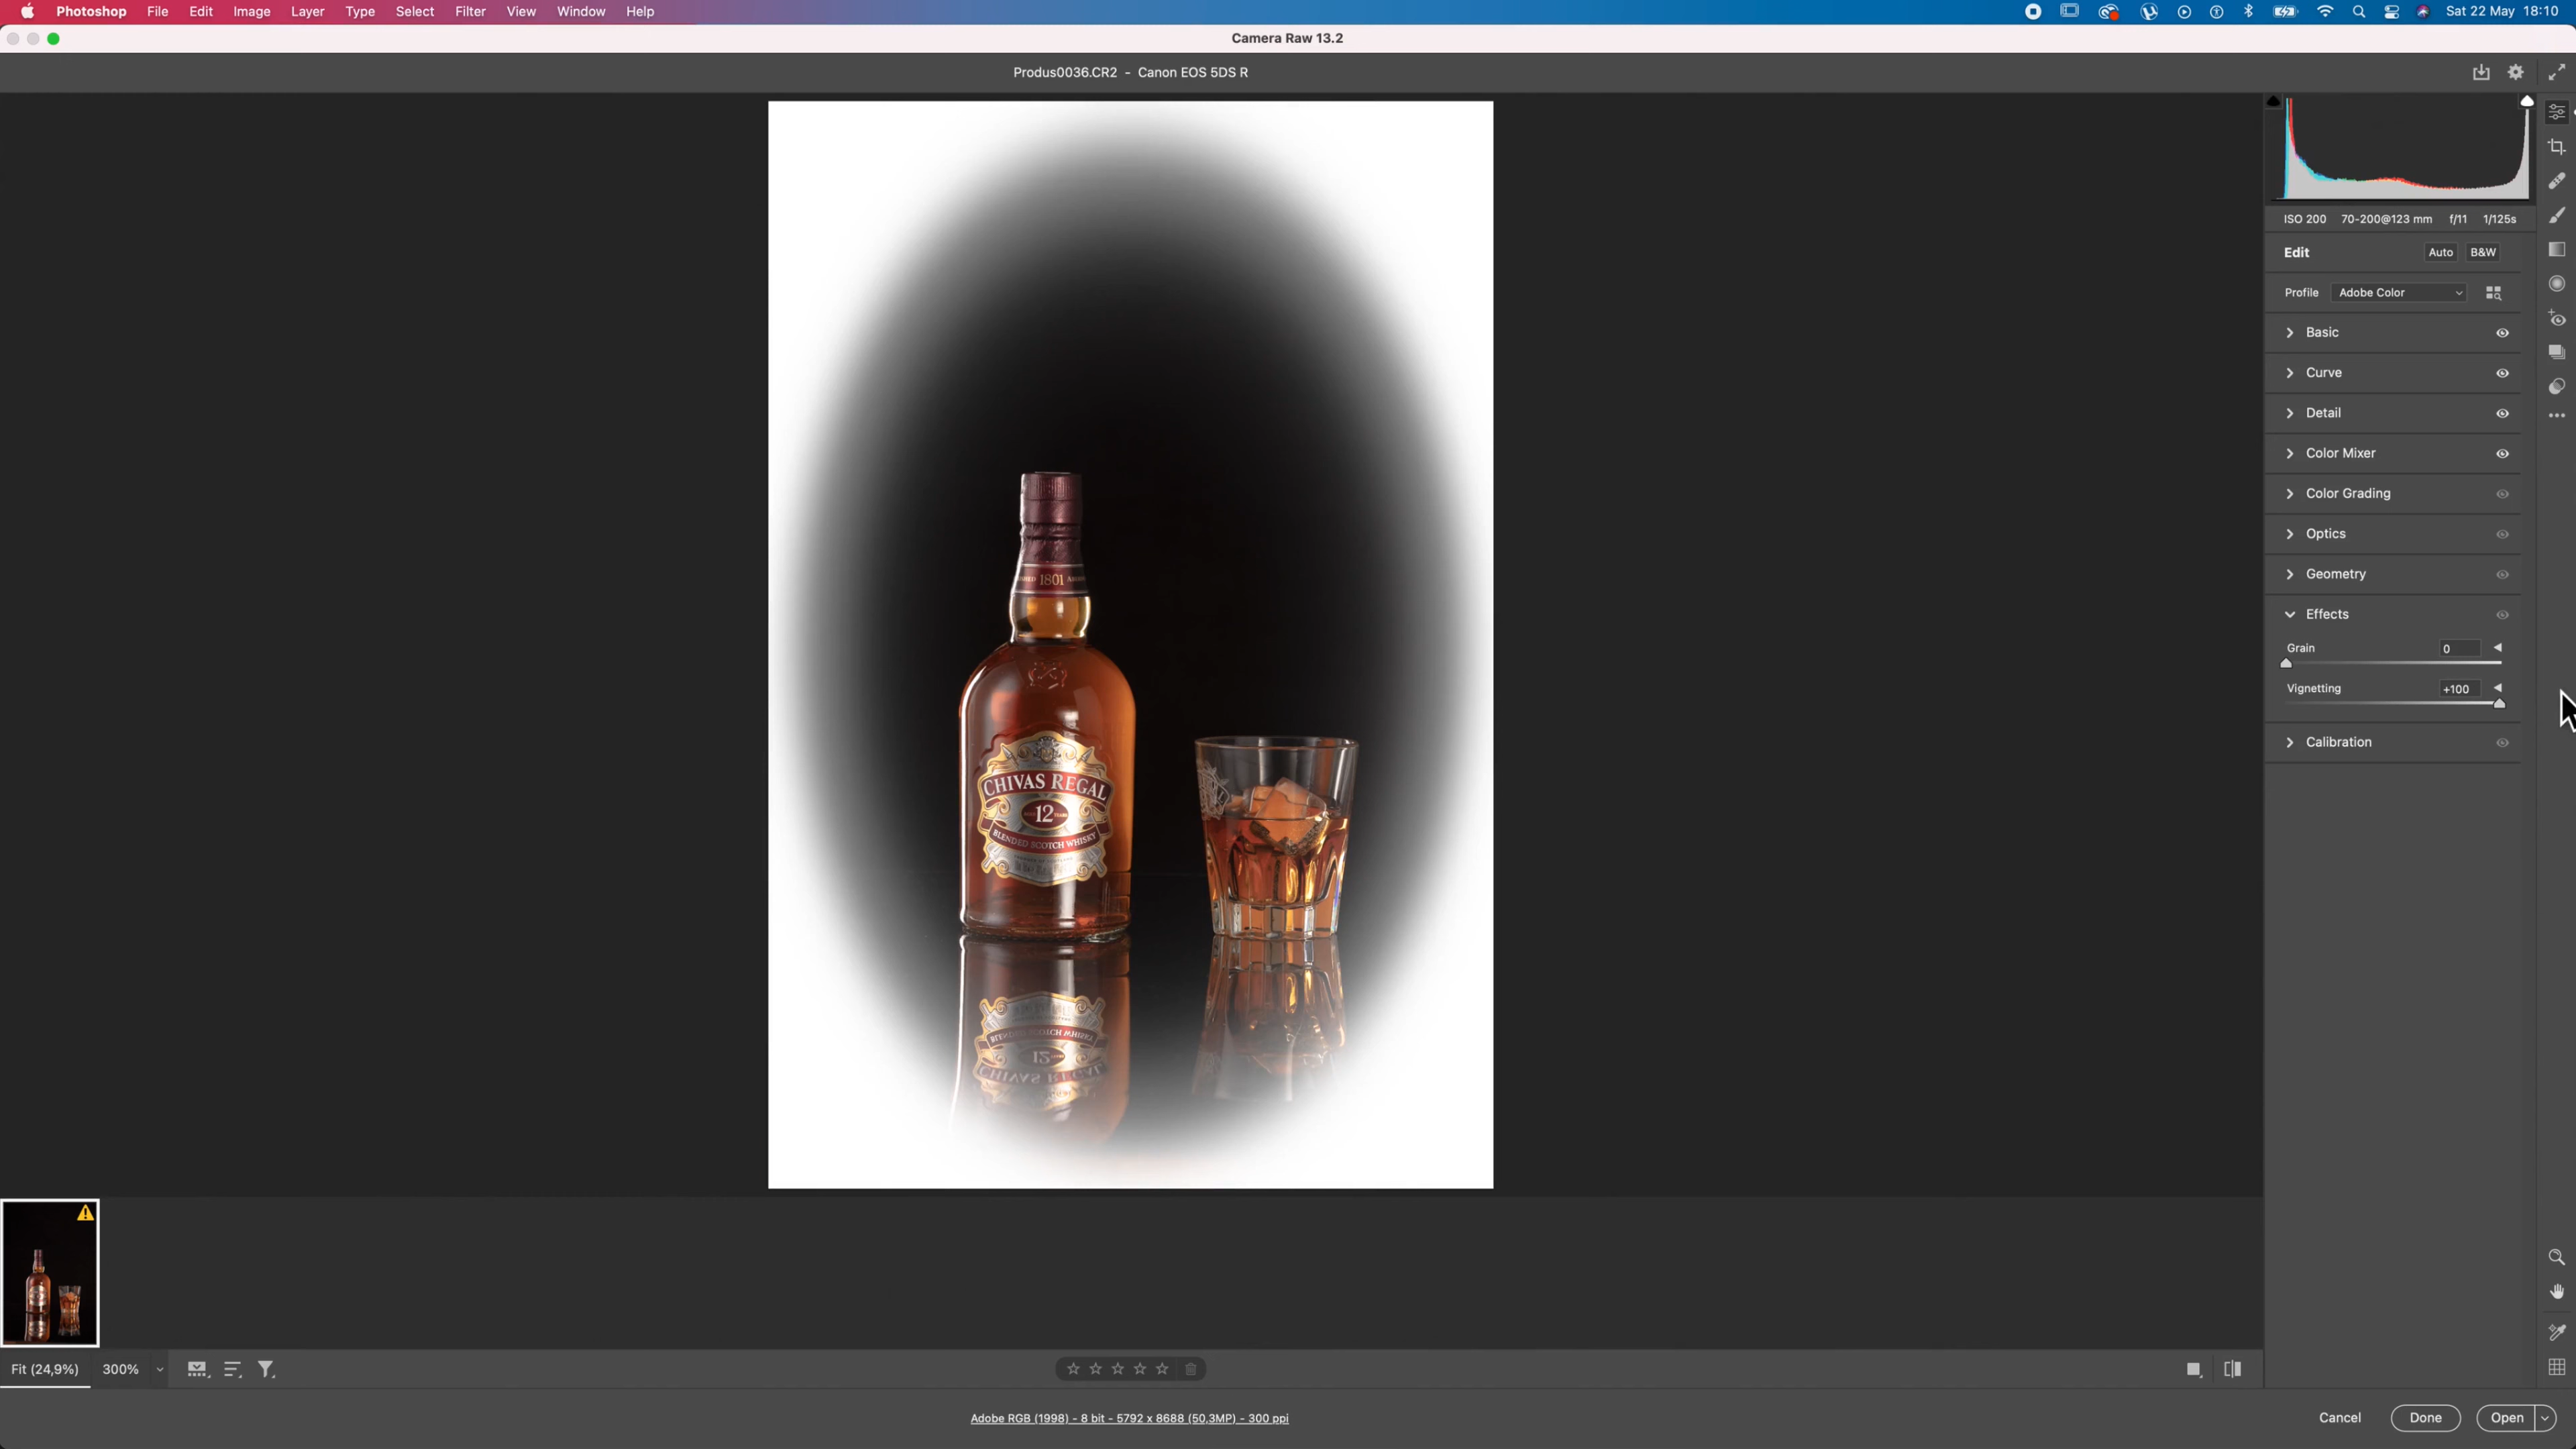 Photoshop File Edit Image Layer Type Select Filter View Window Help Sat 22 May 18:10
Camera Raw 13.2
Produs0036.CR2 - Canon EOS 5DS R
ISO 200 70-200@123 mm f/11 1/125s
Edit Auto B&W
Profile Adobe Color
Basic
Curve
Detail
Color Mixer
Color Grading
Optics
Geometry
Effects
Grain 0
Vignetting +100
Calibration
1801
CHIVAS REGAL
12
YEARS
BLENDED SCOTCH WHISKY
Fit (24,9%) 300%
Adobe RGB (1998) - 8 bit - 5792 x 8688 (50,3MP) - 300 ppi
Cancel Done Open